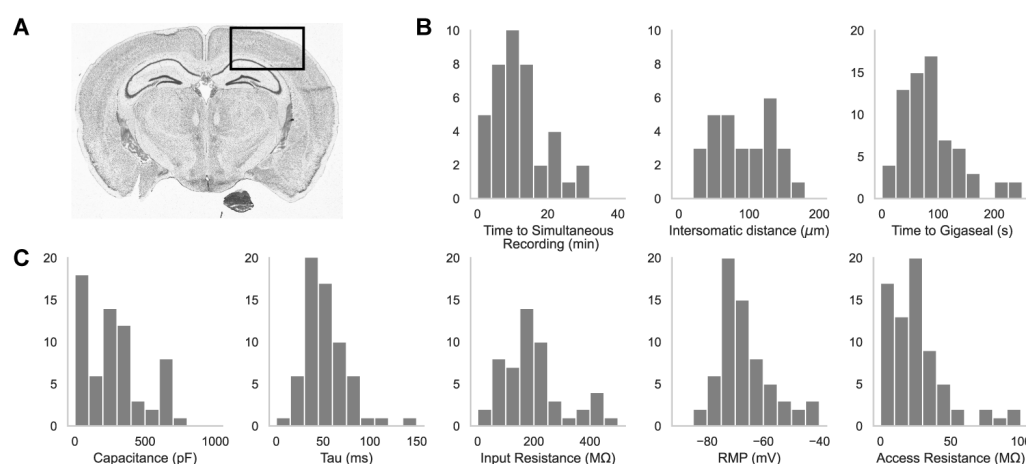 A
B
10
8
6
4
2
0
0 20 40
Time to Simultaneous
Recording (min)
10
8
6
4
2
0
0 100 200
Intersomatic distance (μm)
20
15
10
5
0
0 100 200
Time to Gigaseal (s)
C
20
15
10
5
0
0 500 1000
Capacitance (pF)
20
15
10
5
0
0 50 100 150
Tau (ms)
20
15
10
5
0
0 200 400
Input Resistance (MΩ)
20
15
10
5
0
−80 −60 −40
RMP (mV)
20
15
10
5
0
0 50 100
Access Resistance (MΩ)